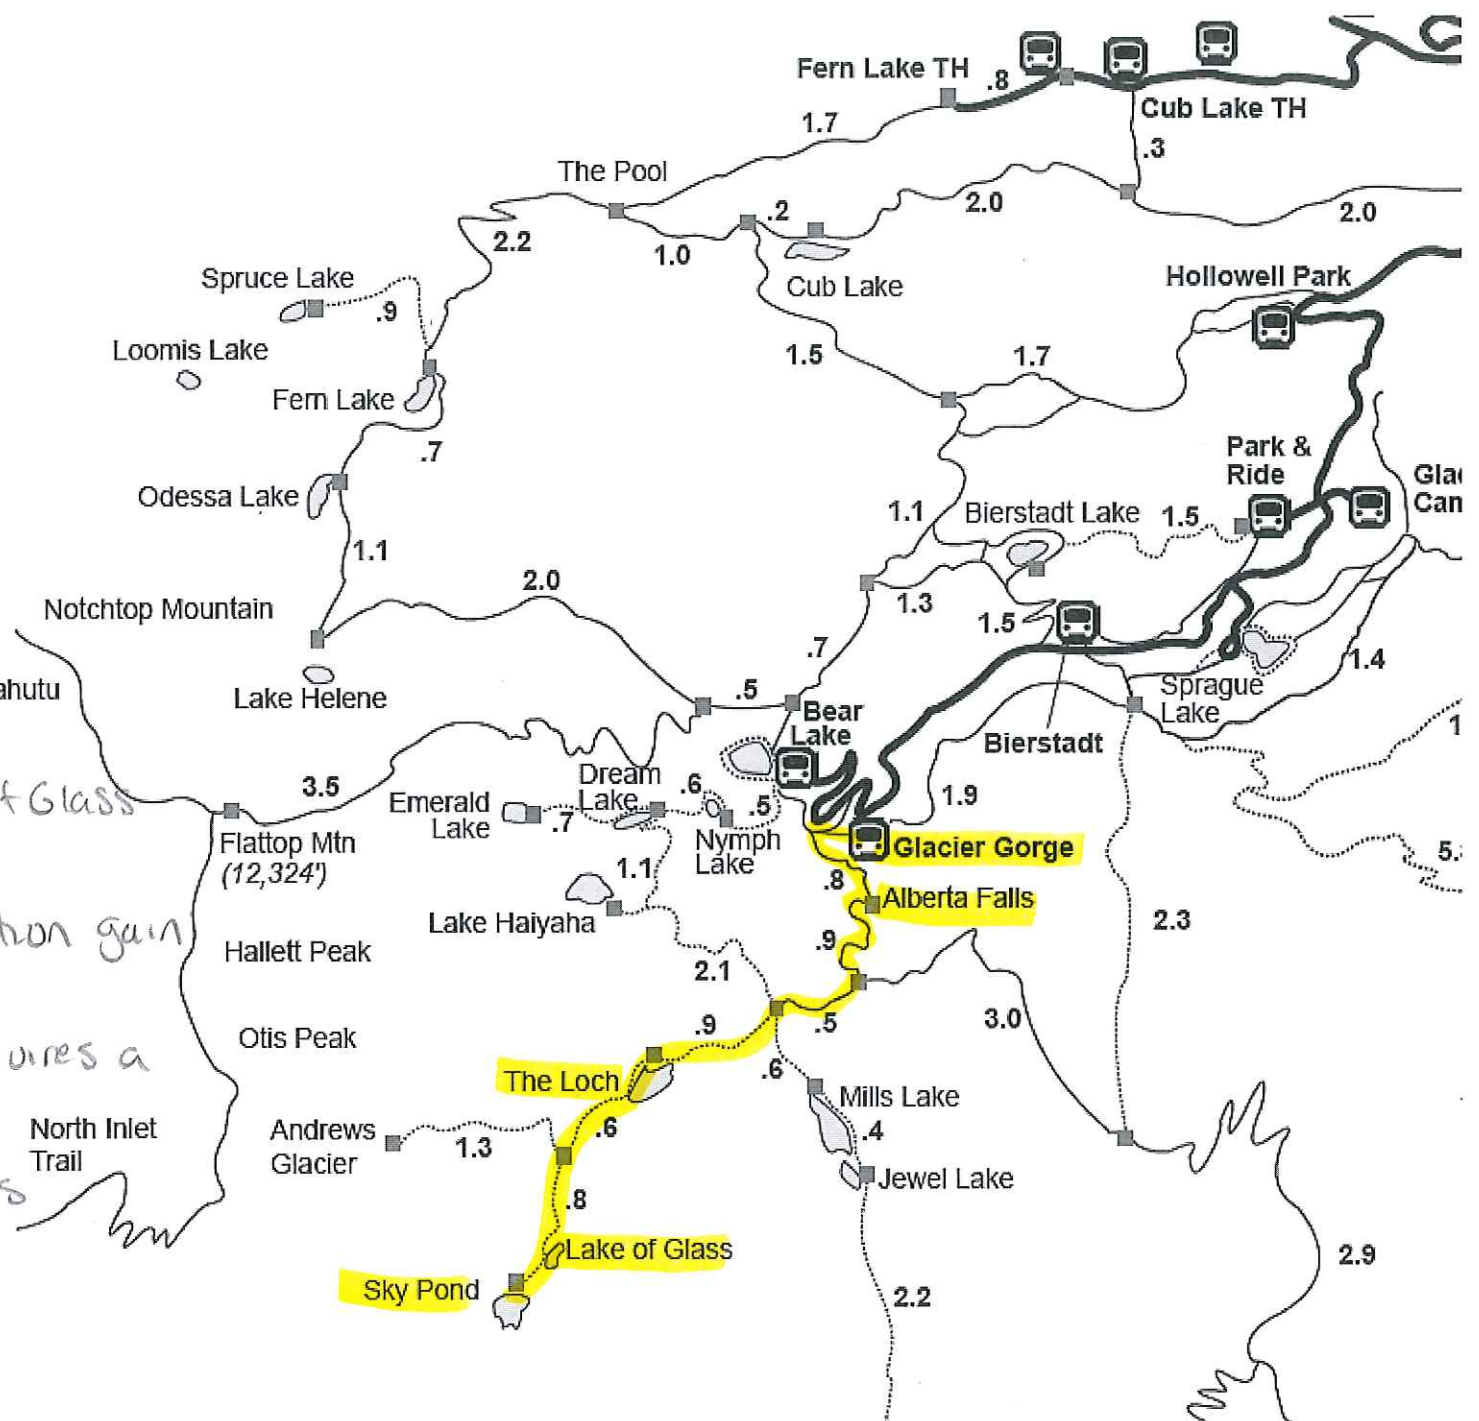 Fern Lake TH
.8
Cub Lake TH
1.7
.3
The Pool
.2
2.0
2.0
2.2
1.0
Cub Lake
Spruce Lake
.9
Hollowell Park
Loomis Lake
1.5
1.7
Fern Lake
.7
Park &
Ride
Odessa Lake
1.1
Bierstadt Lake
1.5
1.1
2.0
Notchtop Mountain
1.3
1.5
.7
1.4
ahutu
Lake Helene
.5
Bear
Lake
Sprague
Lake
Bierstadt
3.5
Dream
Lake
.6
.5
1.9
f Glass
Emerald
Lake
.7
Nymph
Lake
Flattop Mtn
(12,324')
Glacier Gorge
1.1
.8
Alberta Falls
Lake Haiyaha
.9
2.3
gain
Hallett Peak
2.1
3.0
.5
Otis Peak
.9
uires a
.6
The Loch
Mills Lake
.6
.4
North Inlet
Trail
Andrews
Glacier
1.3
Jewel Lake
.8
Lake of Glass
2.9
Sky Pond
2.2